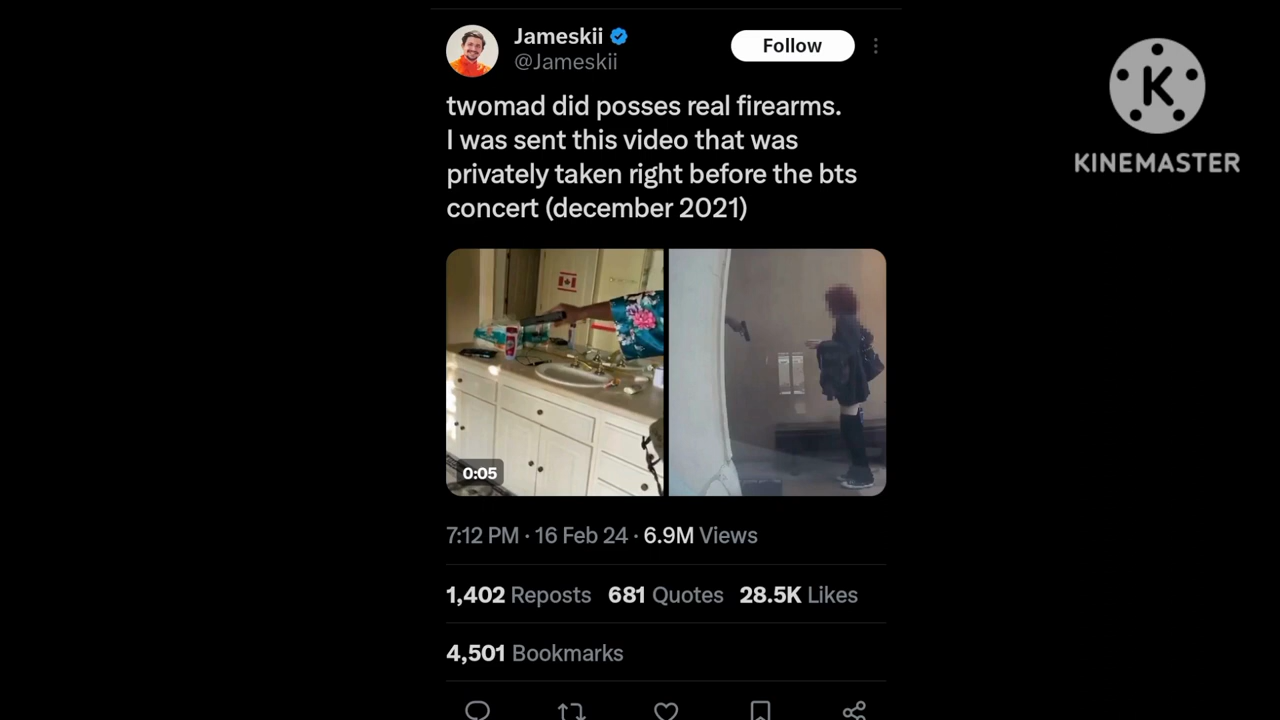 Jameskii
Follow
@Jameskii
twomad did posses real firearms.
I was sent this video that was
privately taken right before the bts
concert (december 2021)
0:05
7:12 PM · 16 Feb 24 · 6.9M Views
1,402 Reposts 681 Quotes 28.5K Likes
4,501 Bookmarks
K
KINEMASTER